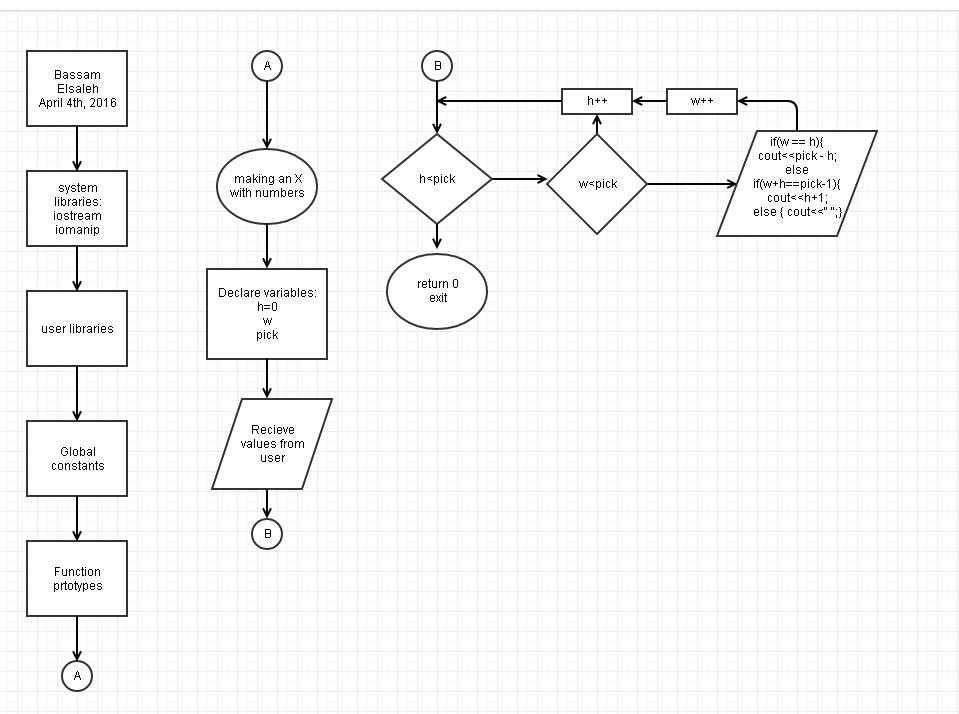 Bassam
Elsaleh
April 4th, 2016
system
libraries:
iostream
iomanip
user libraries
Global
constants
Function
prtotypes
A
A
making an X
with numbers
Declare variables:
h=0
w
pick
Recieve
values from
user
B
B
h<pick
return 0
exit
w<pick
h++
w++
if(w == h){
cout<<pick - h;
else
if(w+h==pick-1){
cout<<h+1;
else { cout<<" ";}